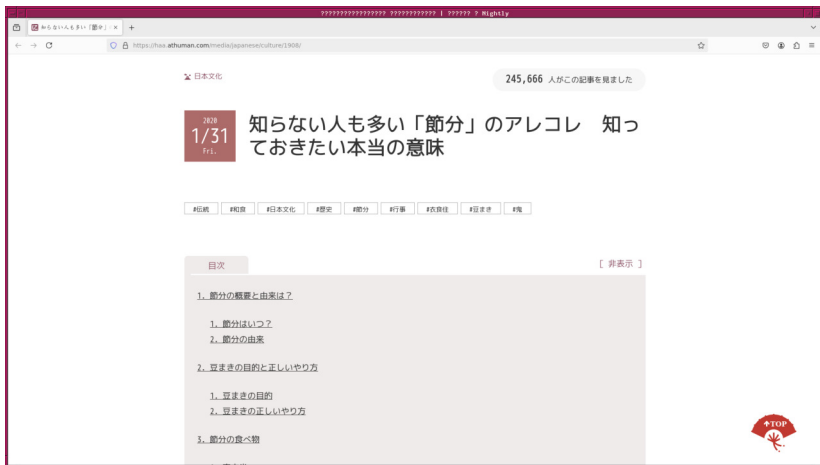 ????????????????? ???????????? | ?????? ? Nightly
知らない人も多い「節分」
https://haa.athuman.com/media/japanese/culture/1908/
日本文化
245,666 人がこの記事を見ました
2020
1/31
Fri.
知らない人も多い「節分」のアレコレ 知っ
ておきたい本当の意味
#伝統 #和食 #日本文化 #歴史 #節分 #行事 #衣食住 #豆まき #鬼
目次
[ 非表示 ]
1. 節分の概要と由来は？
1. 節分はいつ？
2. 節分の由来
2. 豆まきの目的と正しいやり方
1. 豆まきの目的
2. 豆まきの正しいやり方
3. 節分の食べ物
TOP